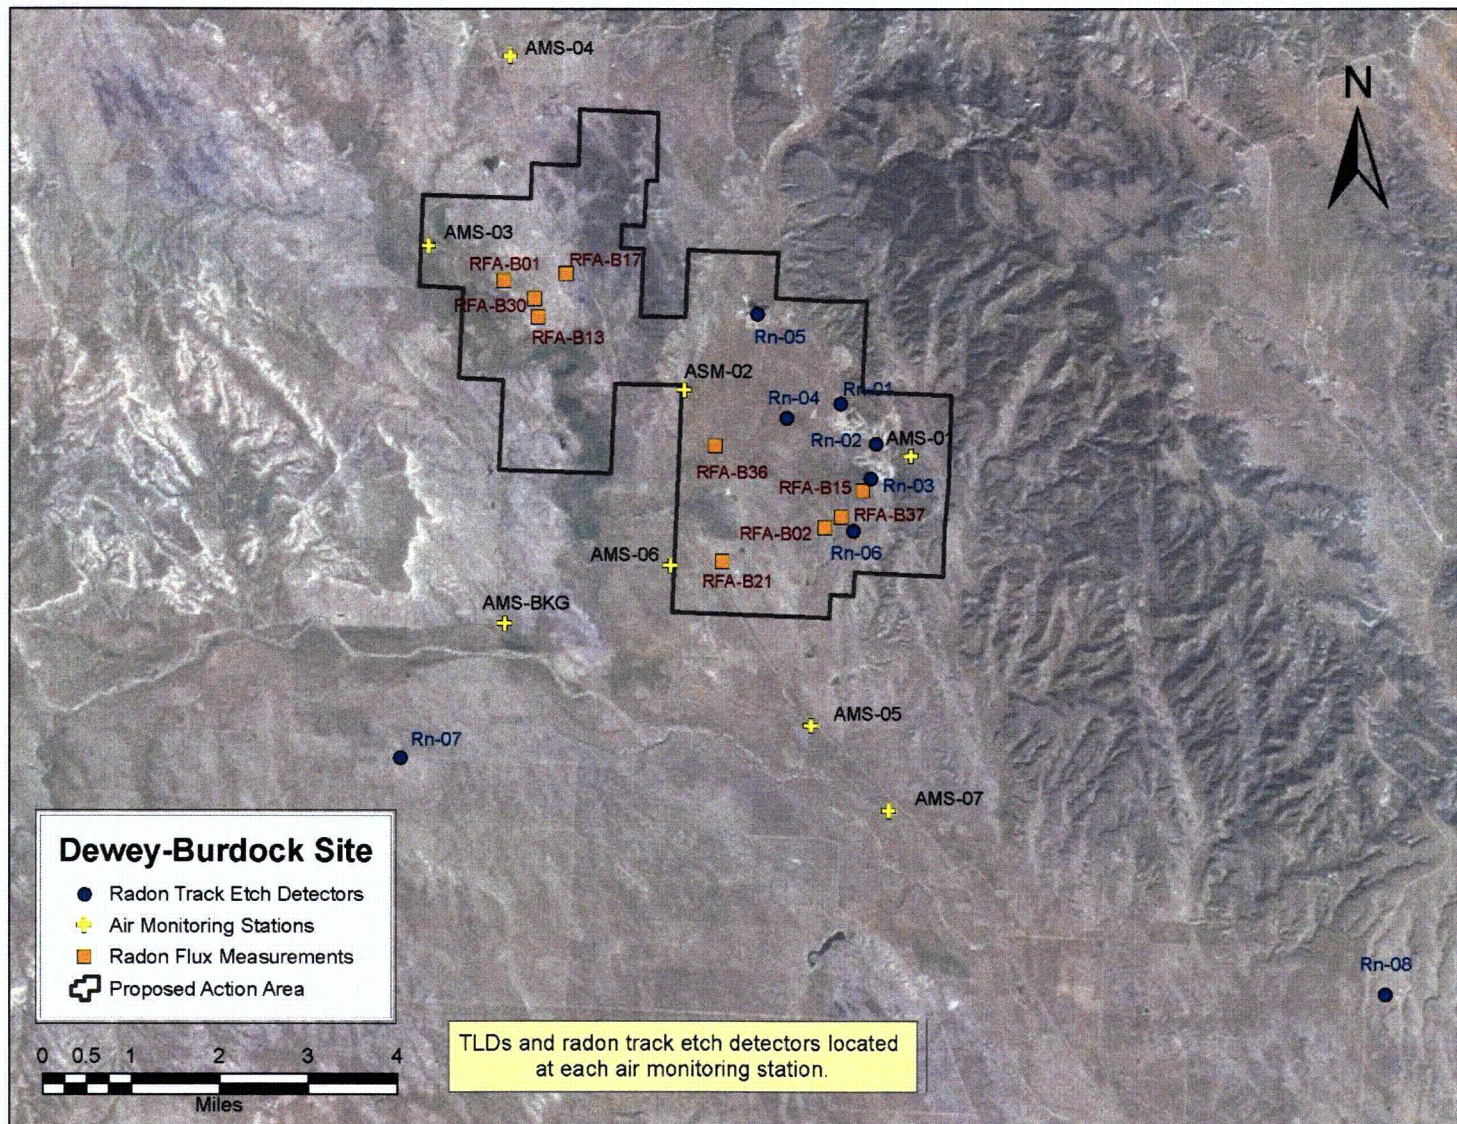 AMS-04
N
AMS-03
RFA-B01
RFA-B17
RFA-B30
RFA-B13
Rn-05
ASM-02
Rn-04
Rn-01
Rn-02
AMS-01
RFA-B36
RFA-B15
Rn-03
RFA-B37
RFA-B02
Rn-06
AMS-06
RFA-B21
AMS-BKG
AMS-05
Rn-07
AMS-07
Rn-08
Dewey-Burdock Site
Radon Track Etch Detectors
Air Monitoring Stations
Radon Flux Measurements
Proposed Action Area
0 0.5 1 2 3 4
Miles
TLDs and radon track etch detectors located
at each air monitoring station.